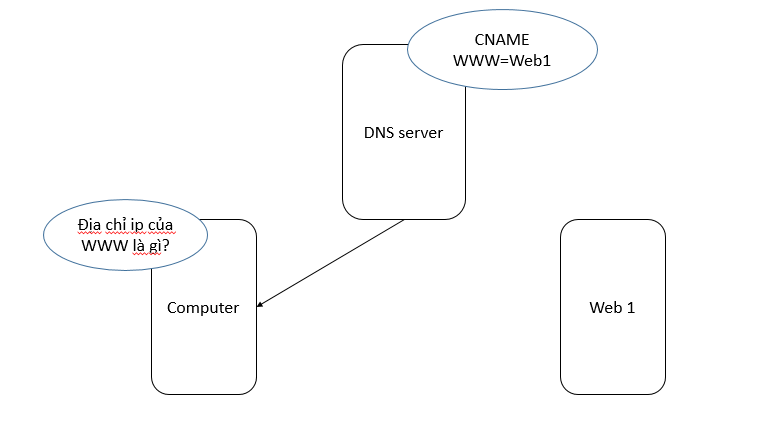 CNAME
WWW=Web1
DNS server
Đia chỉ ip của
WWW là gì?
Computer
Web 1